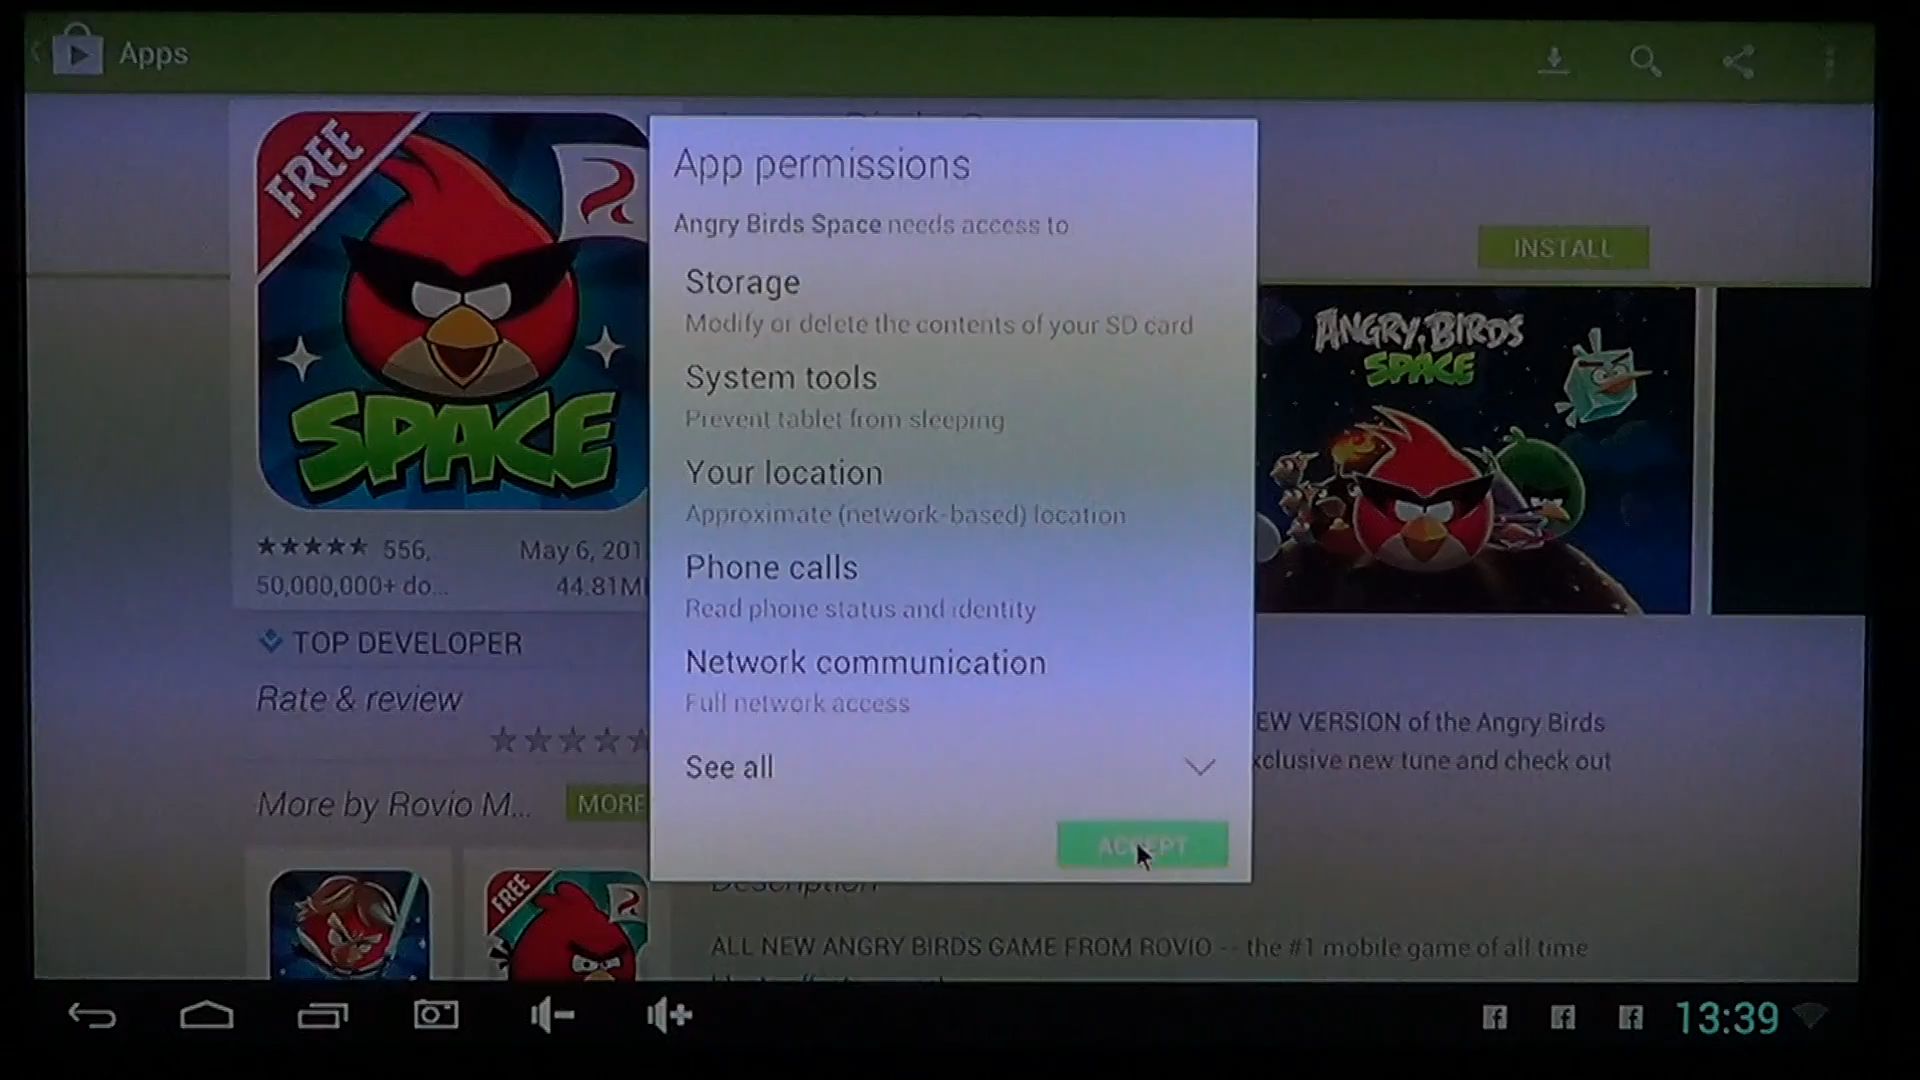 Apps
FREE
SPACE
556,
May 6, 201
50,000,000+ do...
44.81M
TOP DEVELOPER
Rate & review
More by Rovio M...
MORE
FREE
App permissions
Angry Birds Space needs access to
Storage
Modify or delete the contents of your SD card
System tools
Prevent tablet from sleeping
Your location
Approximate (network-based) location
Phone calls
Read phone status and identity
Network communication
Full network access
See all
ACCEPT
INSTALL
ANGRY BIRDS
SPACE
EW VERSION of the Angry Birds
xclusive new tune and check out
Description
ALL NEW ANGRY BIRDS GAME FROM ROVIO -- the #1 mobile game of all time
13:39